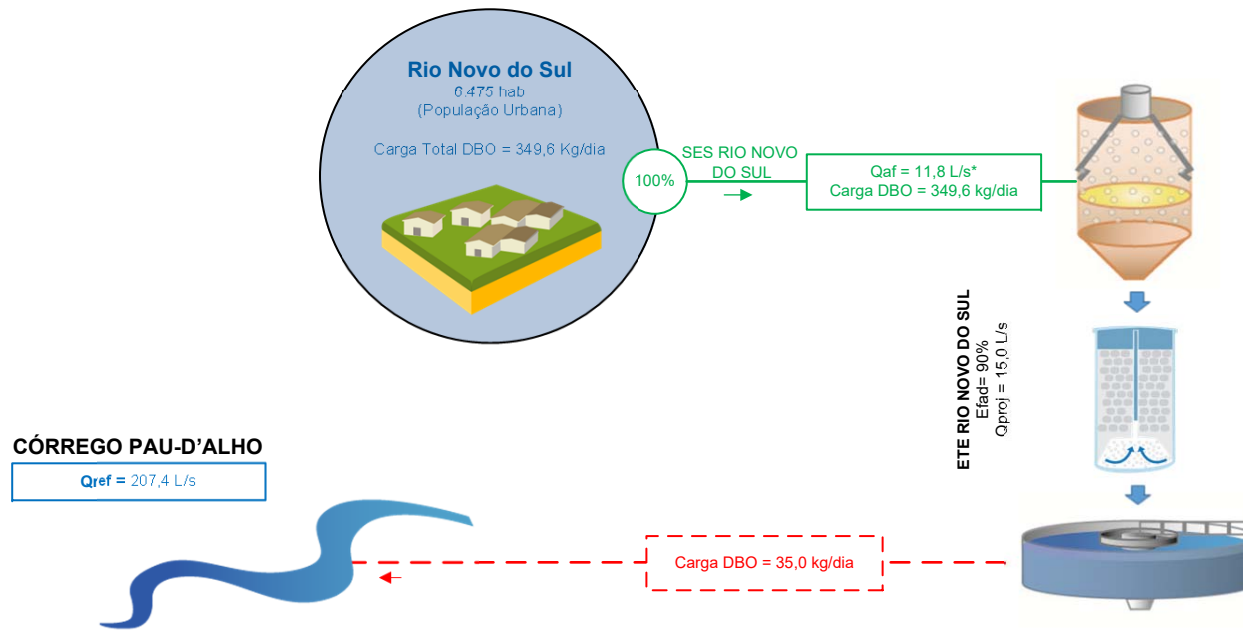 Rio Novo do Sul
6.475 hab
(População Urbana)
Carga Total DBO = 349,6 Kg/dia
100%
SES RIO NOVO
DO SUL
Qaf = 11,8 L/s*
Carga DBO = 349,6 kg/dia
ETE RIO NOVO DO SUL
Efad= 90%
Qproj = 15,0 L/s
CÓRREGO PAU-D’ALHO
Qref = 207,4 L/s
Carga DBO = 35,0 kg/dia